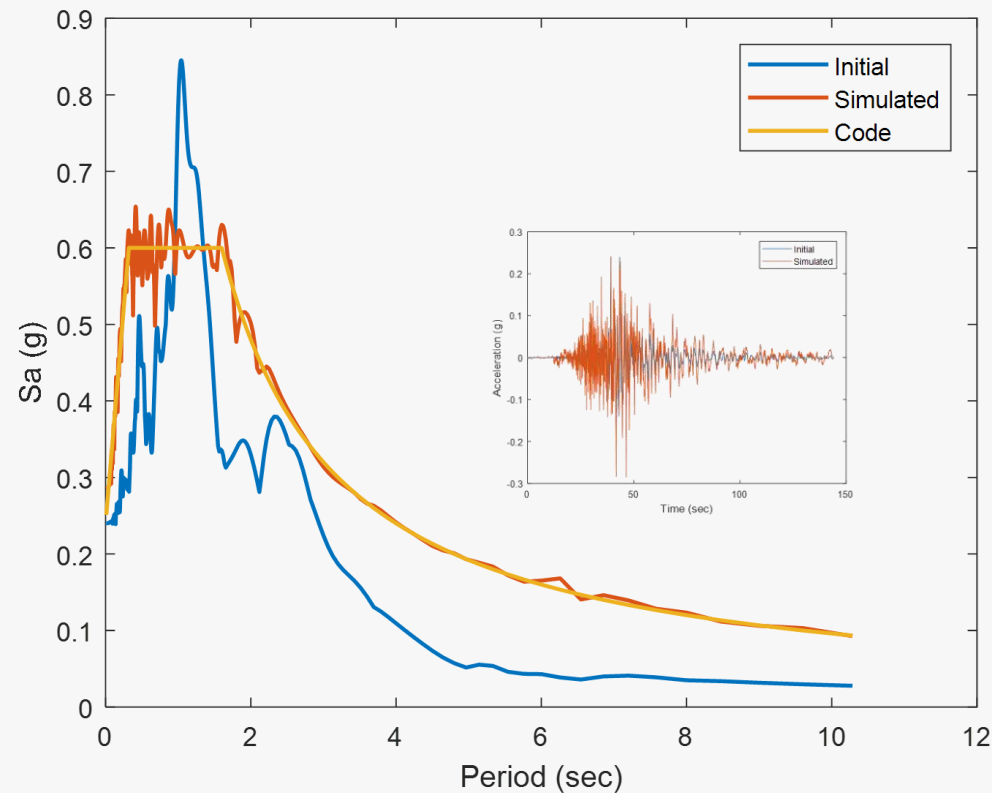 0.9
0.8
0.7
0.6
0.5
0.4
0.3
0.2
0.1
0
Sa (g)
0 2 4 6 8 10 12
Period (sec)
Initial
Simulated
Code
0.3
0.2
0.1
0
-0.1
-0.2
-0.3
Acceleration (g)
0 50 100 150
Time (sec)
Initial
Simulated